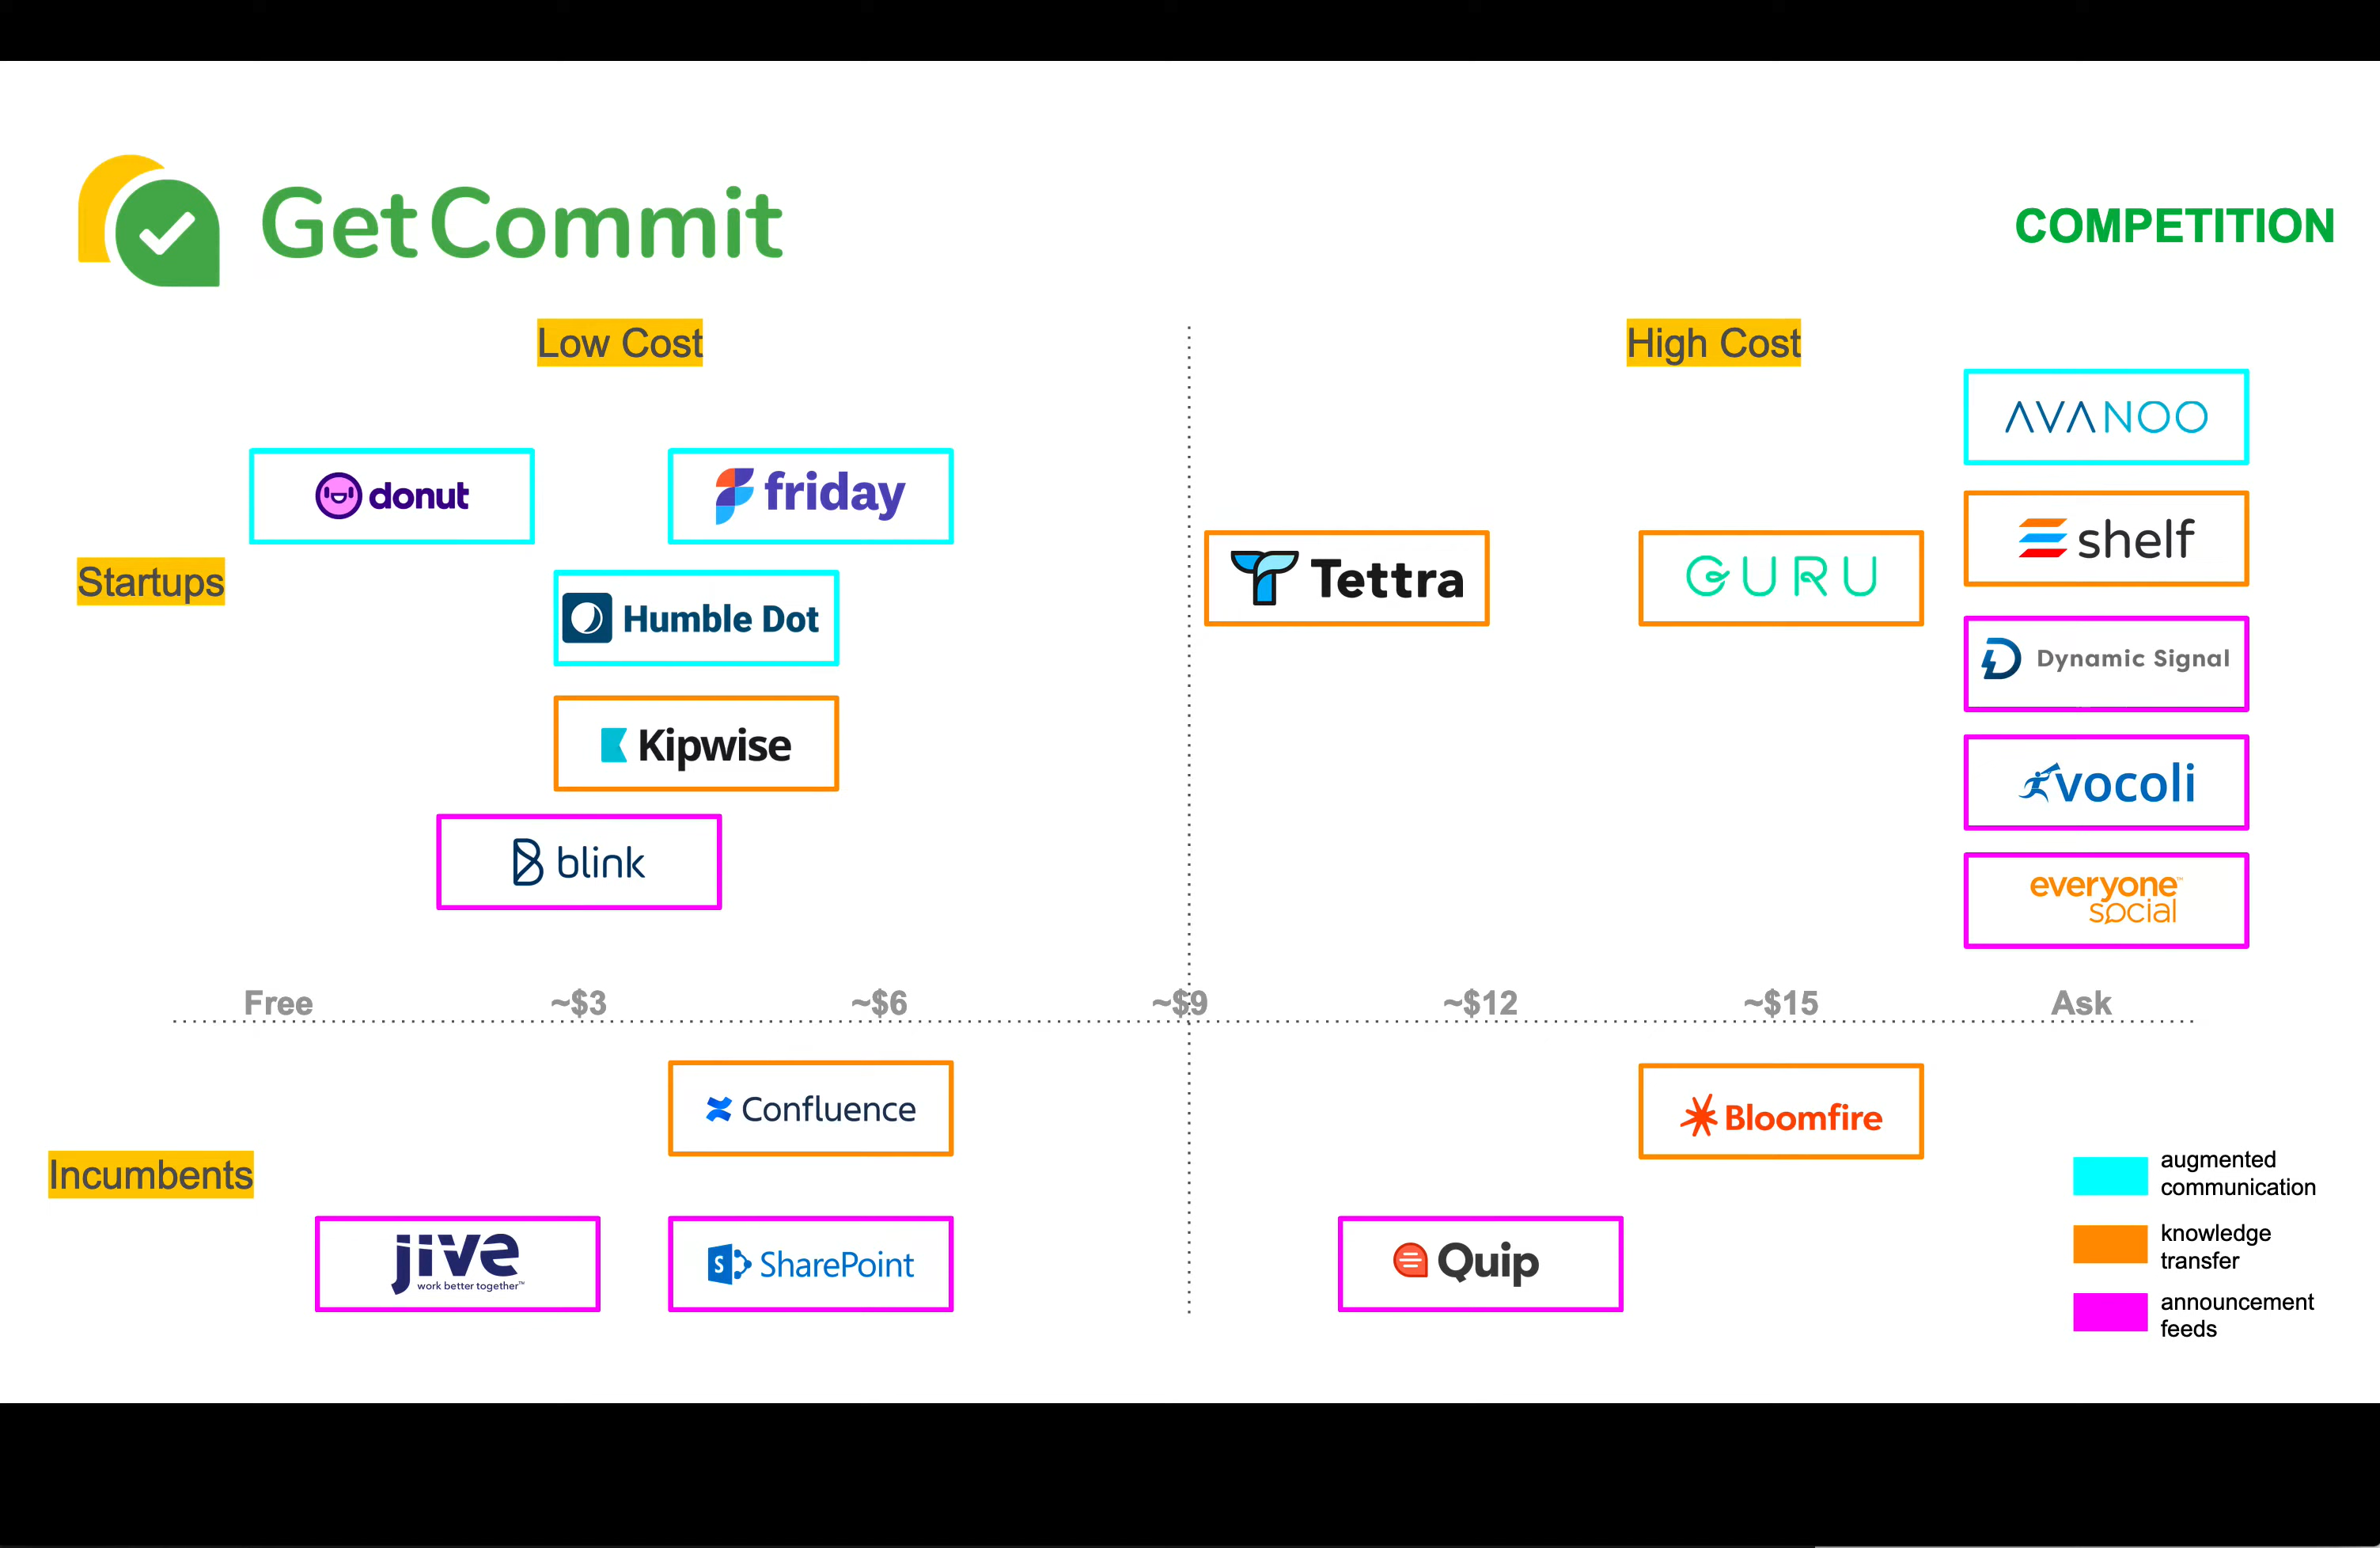 GetCommit
COMPETITION
Low Cost
High Cost
AVANOO
donut
friday
shelf
Startups
Tettra
GURU
Humble Dot
Dynamic Signal
Kipwise
vocoli
blink
everyone™
social
Free
~$3
~$6
~$9
~$12
~$15
Ask
Confluence
Bloomfire
Incumbents
augmented
communication
knowledge
transfer
jive
work better together™
S
SharePoint
Quip
announcement
feeds